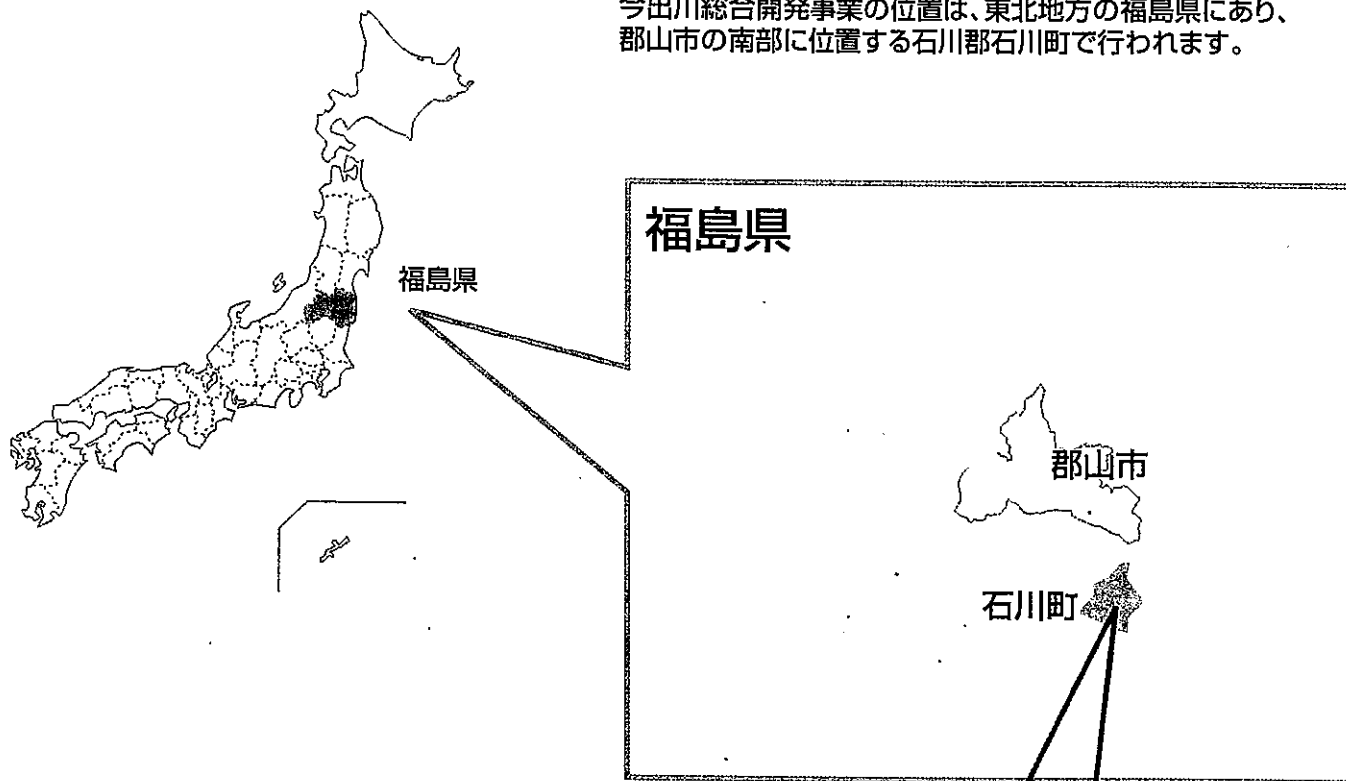 今出川総合開発事業の位置は、東北地方の福島県にあり、
郡山市の南部に位置する石川郡石川町で行われます。
福島県
福島県
郡山市
石川町